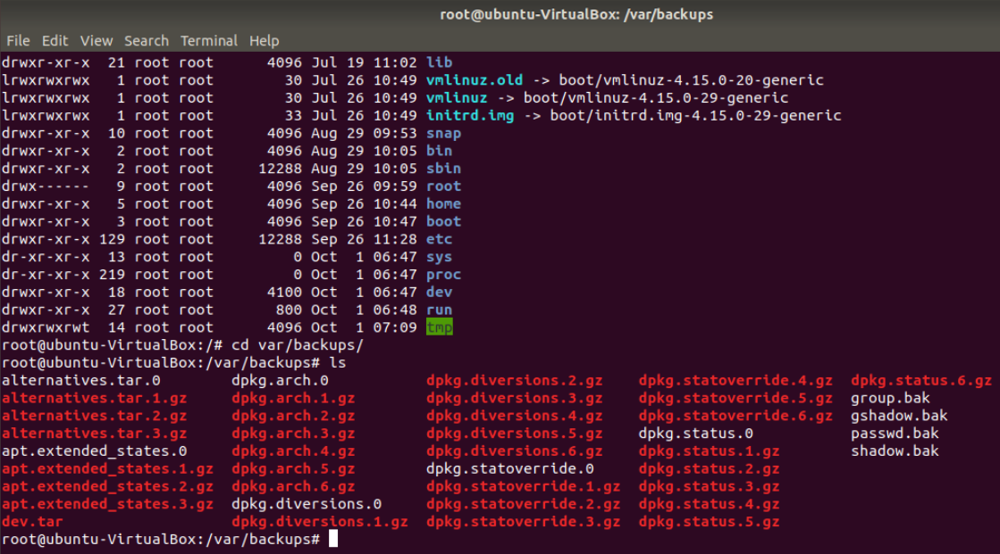 root@ubuntu-VirtualBox: /var/backups
File Edit View Search Terminal Help
drwxr-xr-x  21 root root      4096 Jul 19 11:02 lib
lrwxrwxrwx   1 root root        30 Jul 26 10:49 vmlinuz.old -> boot/vmlinuz-4.15.0-20-generic
lrwxrwxrwx   1 root root        30 Jul 26 10:49 vmlinuz -> boot/vmlinuz-4.15.0-29-generic
lrwxrwxrwx   1 root root        33 Jul 26 10:49 initrd.img -> boot/initrd.img-4.15.0-29-generic
drwxr-xr-x  10 root root      4096 Aug 29 09:53 snap
drwxr-xr-x   2 root root      4096 Aug 29 10:05 bin
drwxr-xr-x   2 root root     12288 Aug 29 10:05 sbin
drwx------   9 root root      4096 Sep 26 09:59 root
drwxr-xr-x   5 root root      4096 Sep 26 10:44 home
drwxr-xr-x   3 root root      4096 Sep 26 10:47 boot
drwxr-xr-x 129 root root     12288 Sep 26 11:28 etc
dr-xr-xr-x  13 root root         0 Oct  1 06:47 sys
dr-xr-xr-x 219 root root         0 Oct  1 06:47 proc
drwxr-xr-x  18 root root      4100 Oct  1 06:47 dev
drwxr-xr-x  27 root root       800 Oct  1 06:48 run
drwxrwxrwt  14 root root      4096 Oct  1 07:09 tmp
root@ubuntu-VirtualBox:/# cd var/backups/
root@ubuntu-VirtualBox:/var/backups# ls
alternatives.tar.0 dpkg.arch.0 dpkg.diversions.2.gz dpkg.statoverride.4.gz dpkg.status.6.gz
alternatives.tar.1.gz dpkg.arch.1.gz dpkg.diversions.3.gz dpkg.statoverride.5.gz group.bak
alternatives.tar.2.gz dpkg.arch.2.gz dpkg.diversions.4.gz dpkg.statoverride.6.gz gshadow.bak
alternatives.tar.3.gz dpkg.arch.3.gz dpkg.diversions.5.gz dpkg.status.0 passwd.bak
apt.extended_states.0 dpkg.arch.4.gz dpkg.diversions.6.gz dpkg.status.1.gz shadow.bak
apt.extended_states.1.gz dpkg.arch.5.gz dpkg.statoverride.0 dpkg.status.2.gz
apt.extended_states.2.gz dpkg.arch.6.gz dpkg.statoverride.1.gz dpkg.status.3.gz
apt.extended_states.3.gz dpkg.diversions.0 dpkg.statoverride.2.gz dpkg.status.4.gz
dev.tar dpkg.diversions.1.gz dpkg.statoverride.3.gz dpkg.status.5.gz
root@ubuntu-VirtualBox:/var/backups#